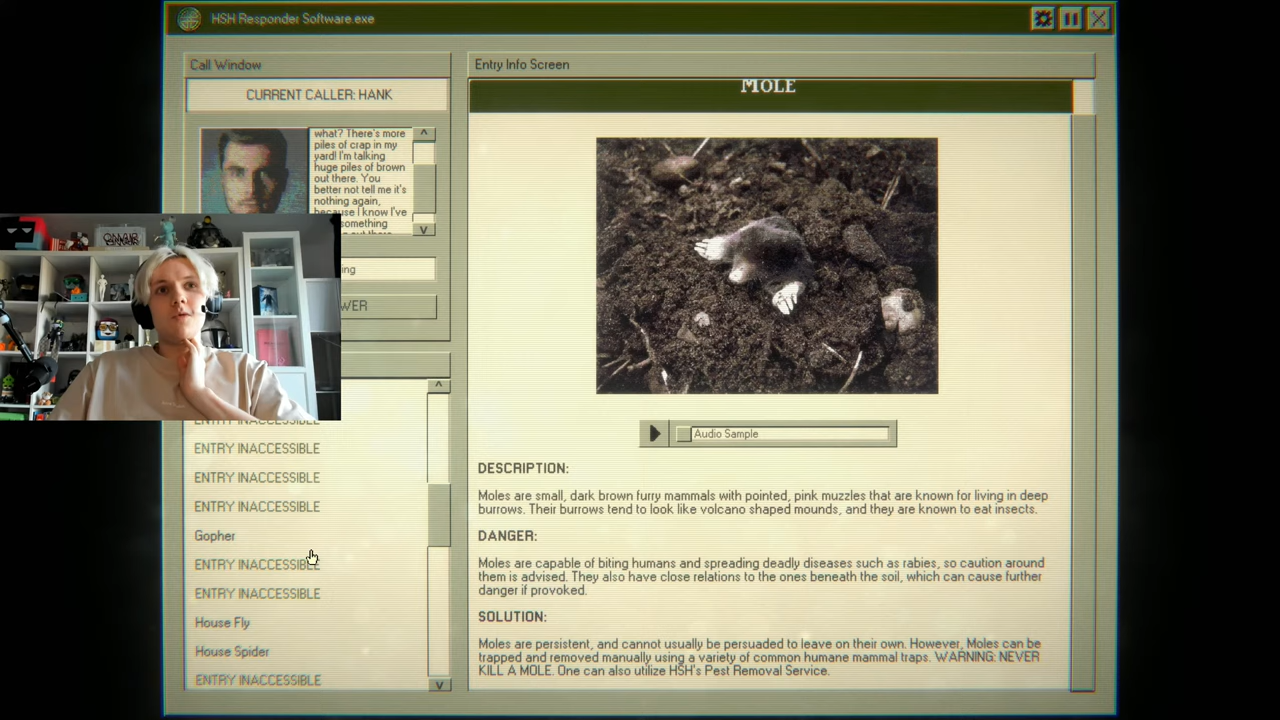 HSH Responder Software.exe
Call Window
CURRENT CALLER: HANK
what? There's more
piles of crap in my
yard! I'm talking
huge piles of brown
out there. You
better not tell me it's
nothing again,
because I know I've
something
out there
ing
WER
ENTRY INACCESSIBLE
ENTRY INACCESSIBLE
ENTRY INACCESSIBLE
ENTRY INACCESSIBLE
Gopher
ENTRY INACCESSIBLE
ENTRY INACCESSIBLE
House Fly
House Spider
ENTRY INACCESSIBLE
Entry Info Screen
MOLE
Audio Sample
DESCRIPTION:
Moles are small, dark brown furry mammals with pointed, pink muzzles that are known for living in deep
burrows. Their burrows tend to look like volcano shaped mounds, and they are known to eat insects.
DANGER:
Moles are capable of biting humans and spreading deadly diseases such as rabies, so caution around
them is advised. They also have close relations to the ones beneath the soil, which can cause further
danger if provoked.
SOLUTION:
Moles are persistent, and cannot usually be persuaded to leave on their own. However, Moles can be
trapped and removed manually using a variety of common humane mammal traps. WARNING: NEVER
KILL A MOLE. One can also utilize HSH's Pest Removal Service.